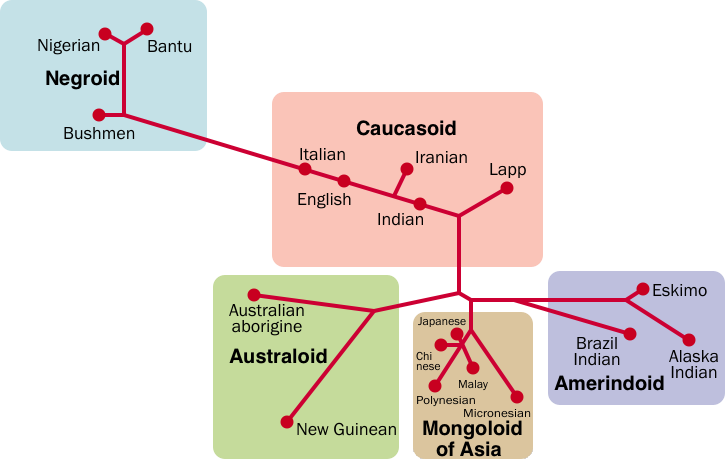 Nigerian
Bantu
Negroid
Bushmen
Caucasoid
Italian
Iranian
Lapp
English
Indian
Australian
aborigine
Australoid
New Guinean
Japanese
Chi
nese
Malay
Polynesian
Micronesian
Mongoloid
of Asia
Eskimo
Brazil
Indian
Alaska
Indian
Amerindoid